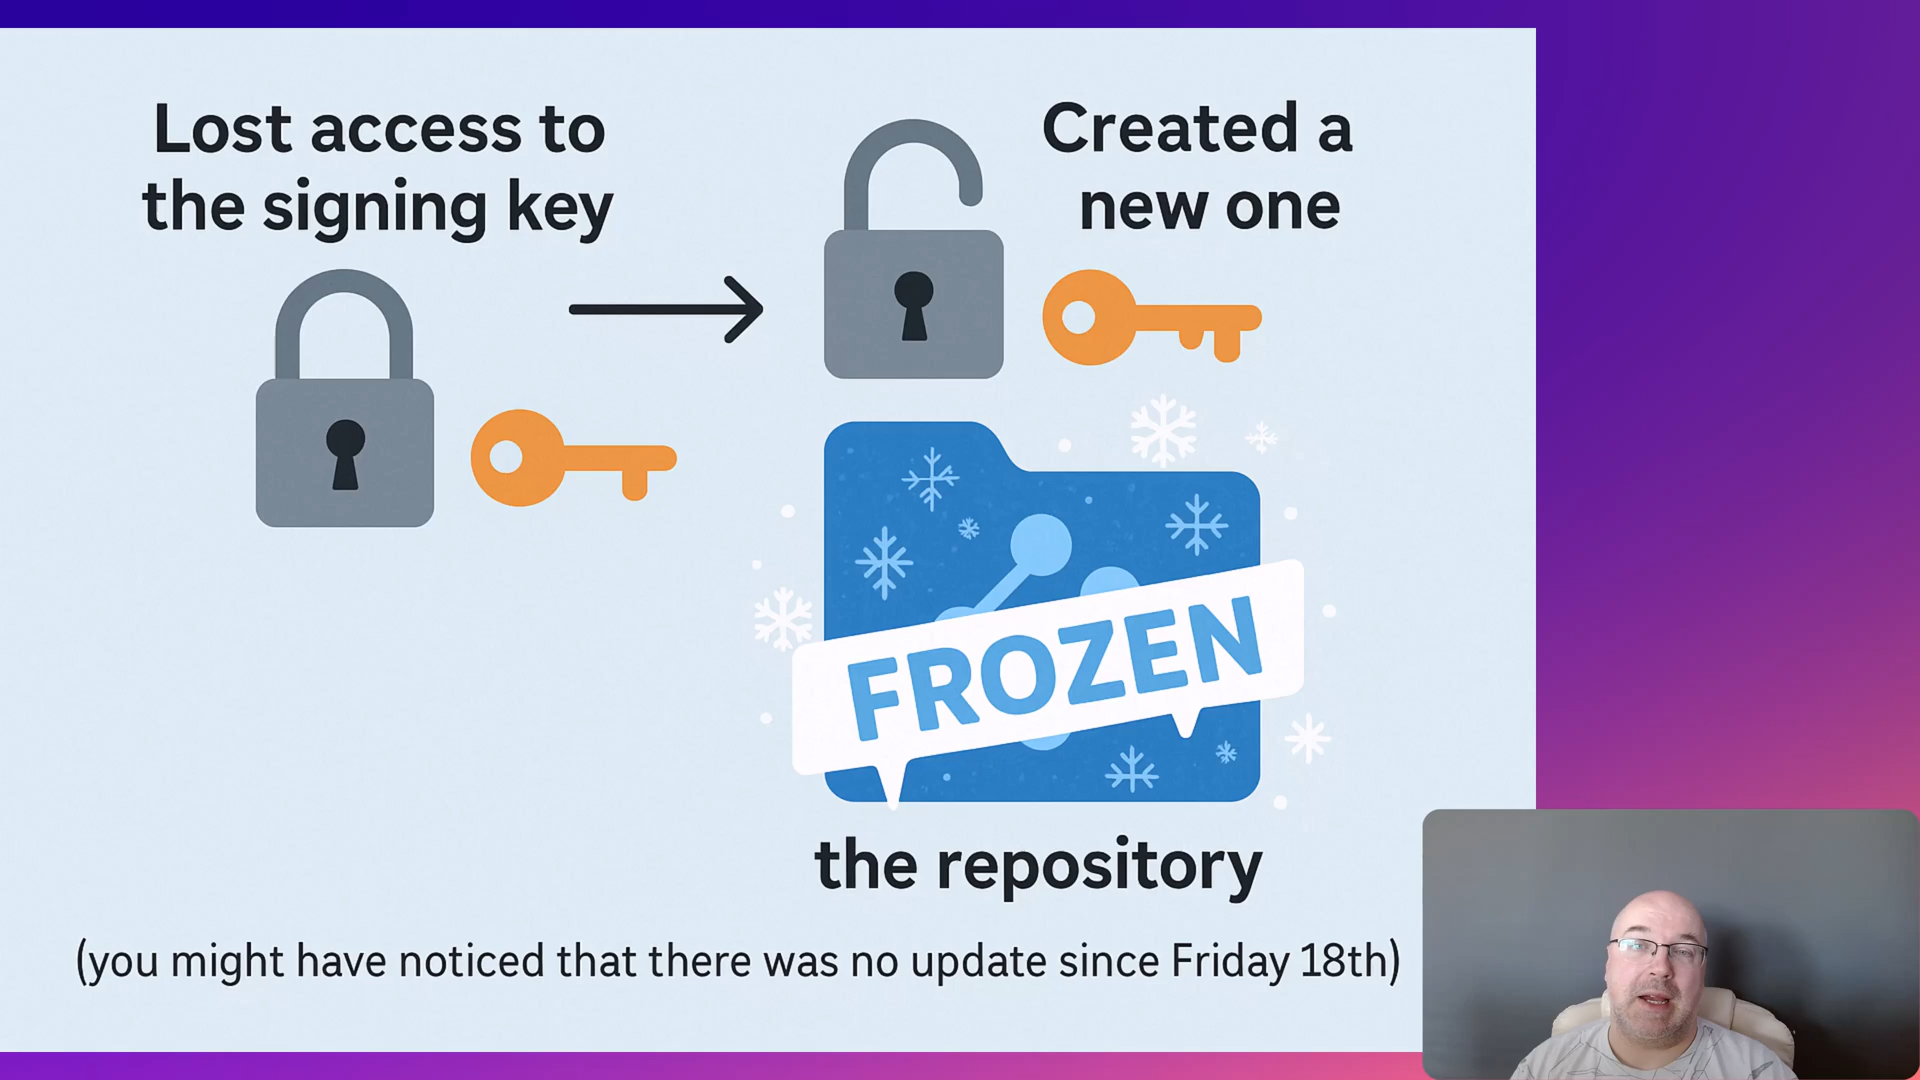 Lost access to
the signing key
Created a
new one
FROZEN
the repository
(you might have noticed that there was no update since Friday 18th)